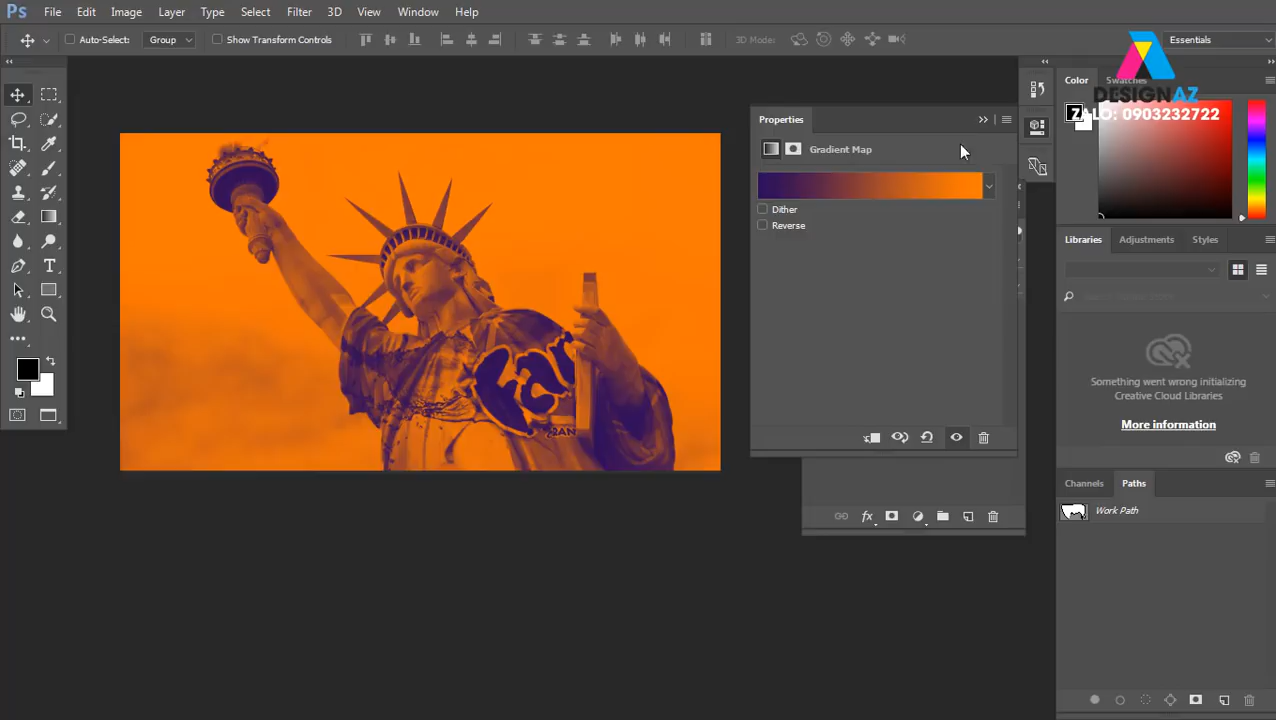 Ps File Edit Image Layer Type Select Filter 3D View Window Help
Auto-Select: Group Show Transform Controls 3D Mode: Essentials
Color Swatches
DESIGNAZ
ZALO: 0903232722
Properties
Gradient Map
Dither
Reverse
Libraries Adjustments Styles
Something went wrong initializing
Creative Cloud Libraries
More information
Channels Paths
Work Path
fx